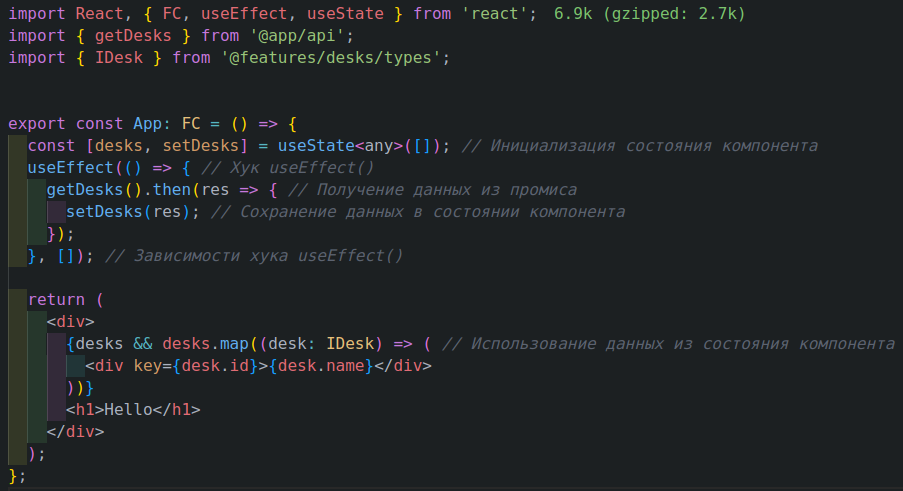 import React, { FC, useEffect, useState } from 'react'; 6.9k (gzipped: 2.7k)
import { getDesks } from '@app/api';
import { IDesk } from '@features/desks/types';
export const App: FC = () => {
const [desks, setDesks] = useState<any>([]); // Инициализация состояния компонента
useEffect(() => { // Хук useEffect()
getDesks().then(res => { // Получение данных из промиса
setDesks(res); // Сохранение данных в состоянии компонента
});
}, []); // Зависимости хука useEffect()
return (
<div>
{desks && desks.map((desk: IDesk) => ( // Использование данных из состояния компонента
<div key={desk.id}>{desk.name}</div>
))}
<h1>Hello</h1>
</div>
);
};